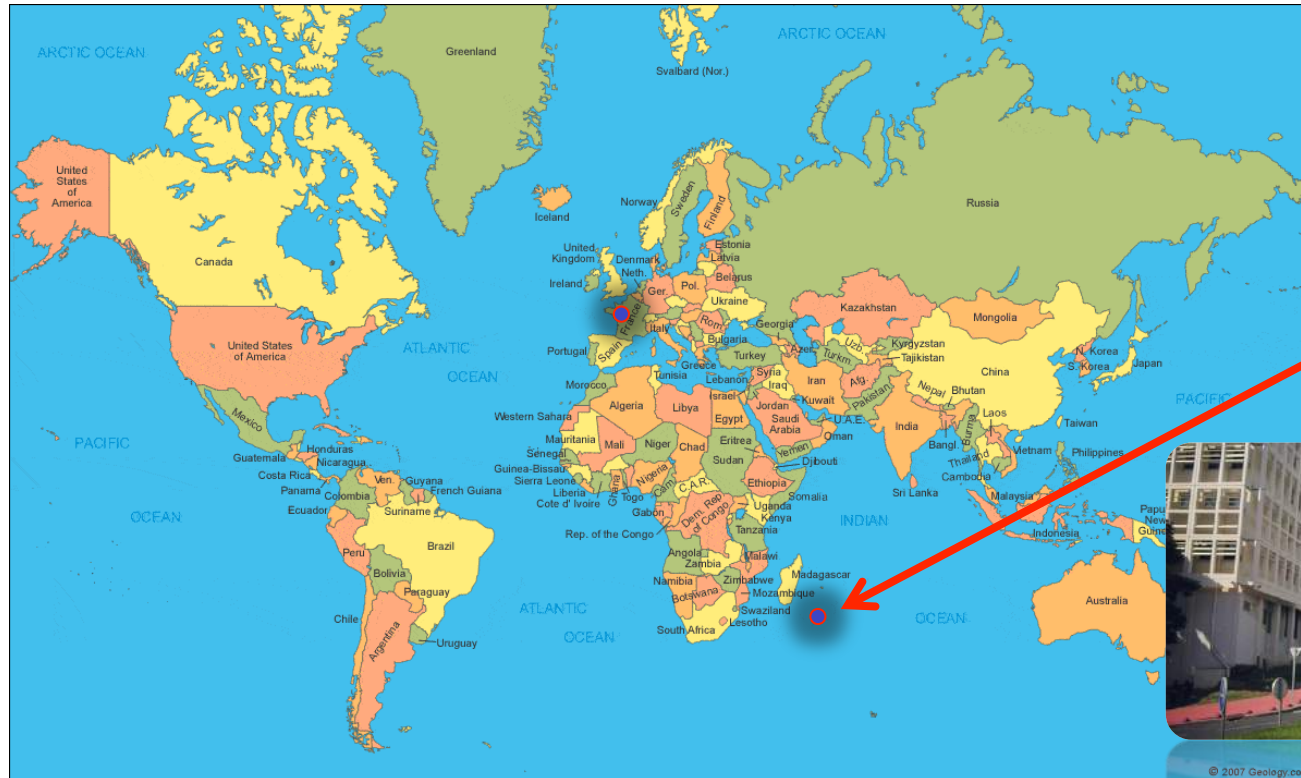 ARCTIC OCEAN
Greenland
ARCTIC OCEAN
Svalbard (Nor.)
United
States
of America
Canada
Iceland
Norway
Sweden
Finland
Russia
United
Kingdom
Denmark
Neth.
Estonia
Latvia
Belarus
Ireland
Ger.
Pol.
Ukraine
Kazakhstan
Mongolia
France
Rom.
Italy
Georgia
Bulgaria
Azer.
Uzb.
Kyrgyzstan
Tajikistan
Turkm.
N. Korea
S. Korea
Japan
United States
of America
ATLANTIC
OCEAN
Portugal
Spain
Greece
Turkey
China
Tunisia
Lebanon
Syria
Iraq
Iran
Afg.
Nepal
Bhutan
Morocco
Israel
Kuwait
Pakistan
Laos
PACIFIC
Western Sahara
Algeria
Libya
Egypt
Jordan
Saudi
Arabia
U.A.E.
Oman
India
Bangl.
Burma
Taiwan
Mexico
PACIFIC
Mauritania
Mali
Niger
Chad
Eritrea
Yemen
Vietnam
Philippines
Thailand
Honduras
Guatemala
Nicaragua
Senegal
Guinea-Bissau
Sudan
Djibouti
Cambodia
Costa Rica
Panama
Ven.
Guyana
French Guiana
Sierra Leone
Liberia
Cote d' Ivoire
Ghana
Togo
Nigeria
Cam.
C.A.R.
Ethiopia
Somalia
Sri Lanka
Malaysia
Colombia
Suriname
Ecuador
Gabon
Rep. of the Congo
Dem. Rep.
of Congo
Uganda
Kenya
Tanzania
INDIAN
Indonesia
Papu
New
Guine
OCEAN
Brazil
Peru
Bolivia
Angola
Zambia
Malawi
Madagascar
Paraguay
Namibia
Botswana
Zimbabwe
Mozambique
Chile
ATLANTIC
OCEAN
Swaziland
Lesotho
South Africa
OCEAN
Australia
Argentina
Uruguay
© 2007 Geology.co